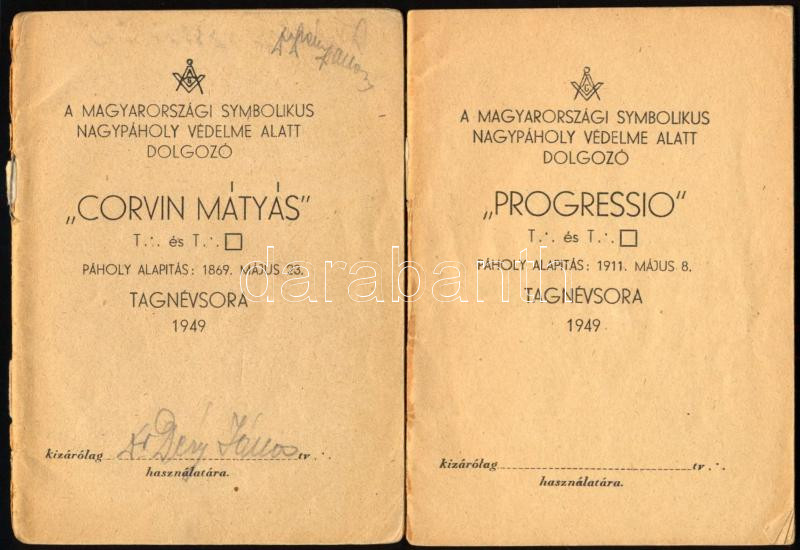 A MAGYARORSZÁGI SYMBOLIKUS
NAGYPÁHOLY VÉDELME ALATT
DOLGOZÓ
„CORVIN MÁTYÁS”
T∴ és T∴ □
PÁHOLY ALAPITÁS: 1869. MÁJUS 23.
TAGNÉVSORA
1949
kizárólag Dr János tv∴
használatára.
A MAGYARORSZÁGI SYMBOLIKUS
NAGYPÁHOLY VÉDELME ALATT
DOLGOZÓ
„PROGRESSIO”
T∴ és T∴ □
PÁHOLY ALAPITÁS: 1911. MÁJUS 8.
TAGNÉVSORA
1949
kizárólag tv∴
használatára.
darabanth